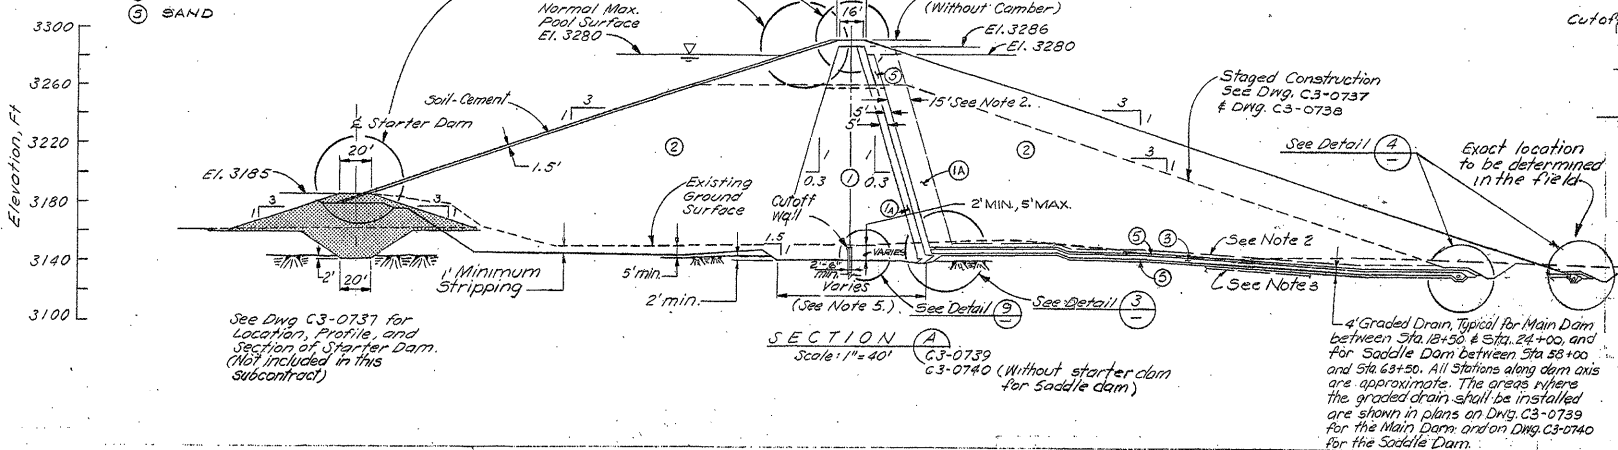 ⑤ SAND
Normal Max.
Pool Surface
El. 3280
16'
(Without Camber)
El. 3286
El. 3280
Cutoff
3300
3260
3220
3180
3140
3100
Elevation, Ft
Soil-Cement
3
1
℄ Starter Dam
20'
1.5'
El. 3185
3
1
3
1
2'
20'
1' Minimum
Stripping
Existing
Ground
Surface
②
5' min.
2' min.
1.5
1
Cutoff
Wall
0.3
1
①
1
0.3
⑤
15' See Note 2.
5'
5'
1A
1A
2' MIN., 5' MAX.
VARIES
2'-6"
min.
Varies
(See Note 5.)
See Detail 9
See Detail 3
②
3
1
3
1
Staged Construction
See Dwg. C3-0737
& Dwg. C3-0738
See Detail 4
Exact location
to be determined
in the field
⑤
③
⑤
See Note 2
See Note 3
See Dwg C3-0737 for
Location, Profile, and
Section of Starter Dam.
(Not included in this
subcontract)
SECTION A
Scale: 1" = 40'
C3-0739
C3-0740 (Without starter dam
for saddle dam)
4' Graded Drain, Typical for Main Dam
between Sta. 18+50 & Sta. 24+00, and
for Saddle Dam between Sta 58+00
and Sta 63+50. All Stations along dam axis
are approximate. The areas where
the graded drain shall be installed
are shown in plans on Dwg. C3-0739
for the Main Dam and on Dwg. C3-0740
for the Saddle Dam.